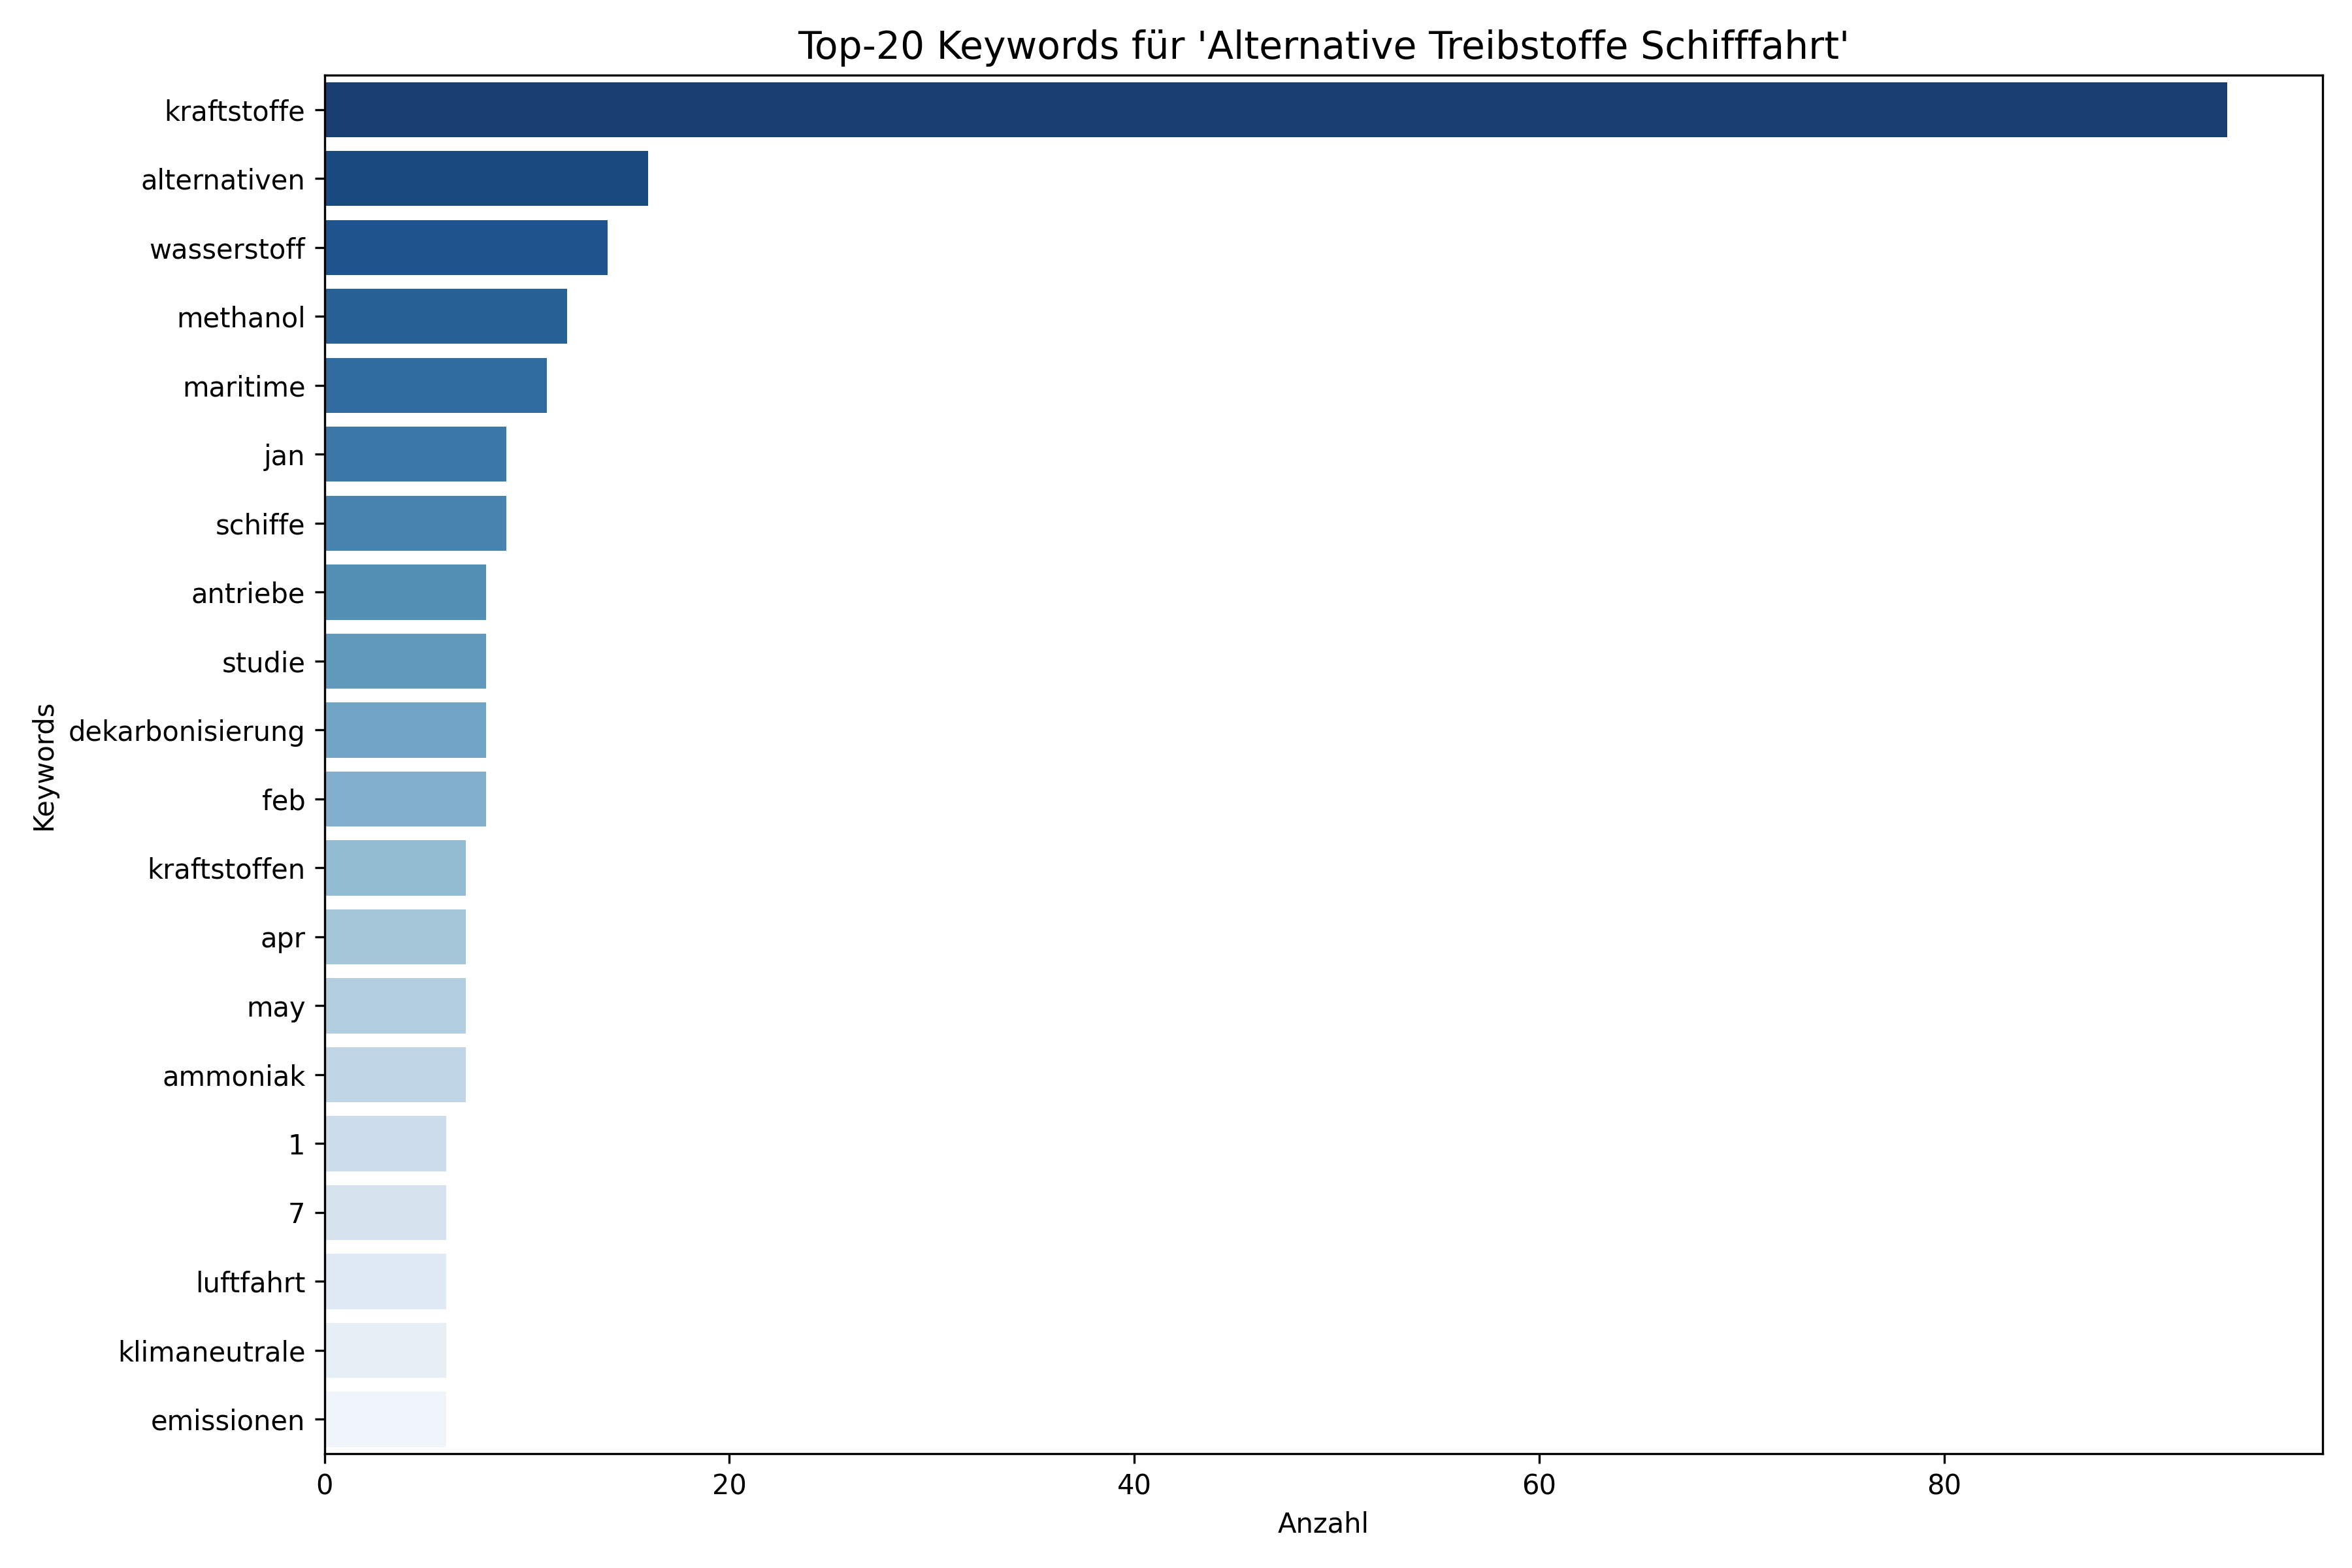 Top-20 Keywords für 'Alternative Treibstoffe Schifffahrt'
kraftstoffe
alternativen
wasserstoff
methanol
maritime
jan
schiffe
antriebe
studie
dekarbonisierung
feb
kraftstoffen
apr
may
ammoniak
1
7
luftfahrt
klimaneutrale
emissionen
Keywords
0 20 40 60 80
Anzahl